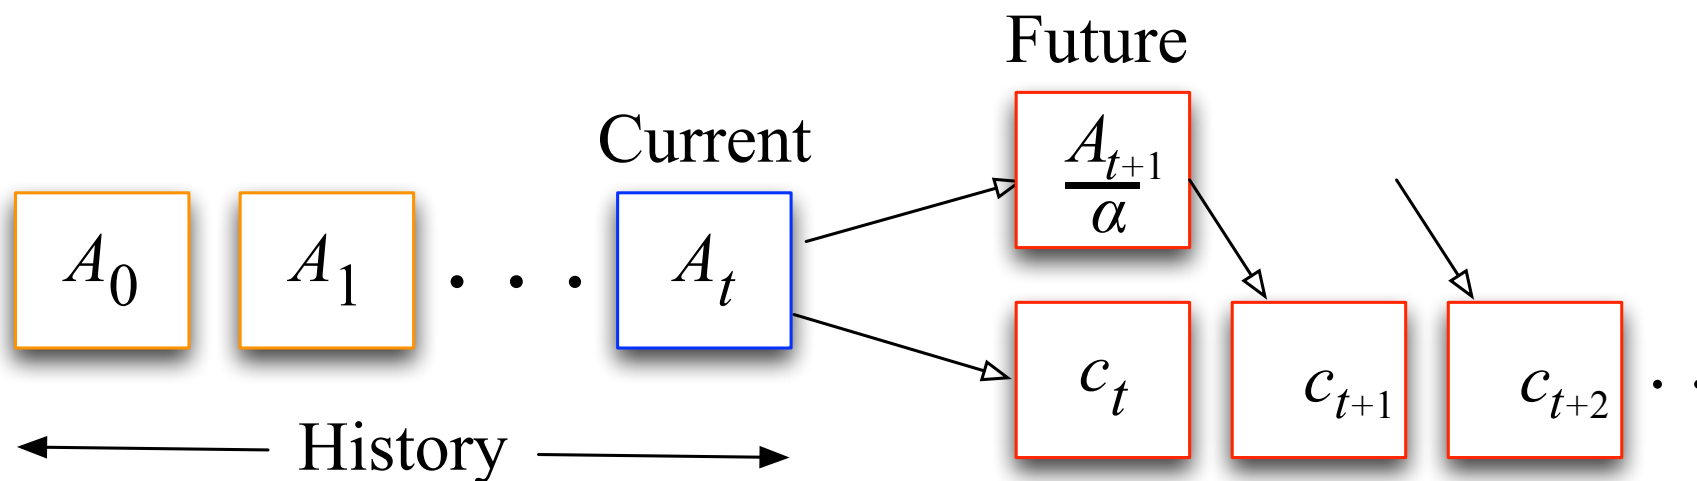 Future
Current
A_{t+1}/α
A_0 A_1 . . . A_t
c_t c_{t+1} c_{t+2} . .
History